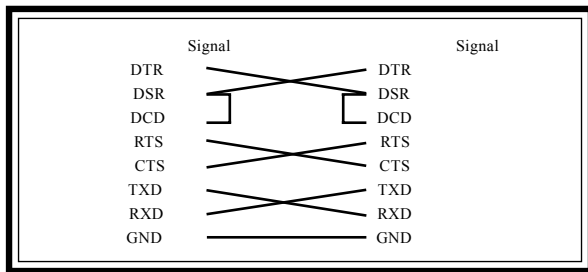 Signal Signal
DTR DTR
DSR DSR
DCD DCD
RTS RTS
CTS CTS
TXD TXD
RXD RXD
GND GND